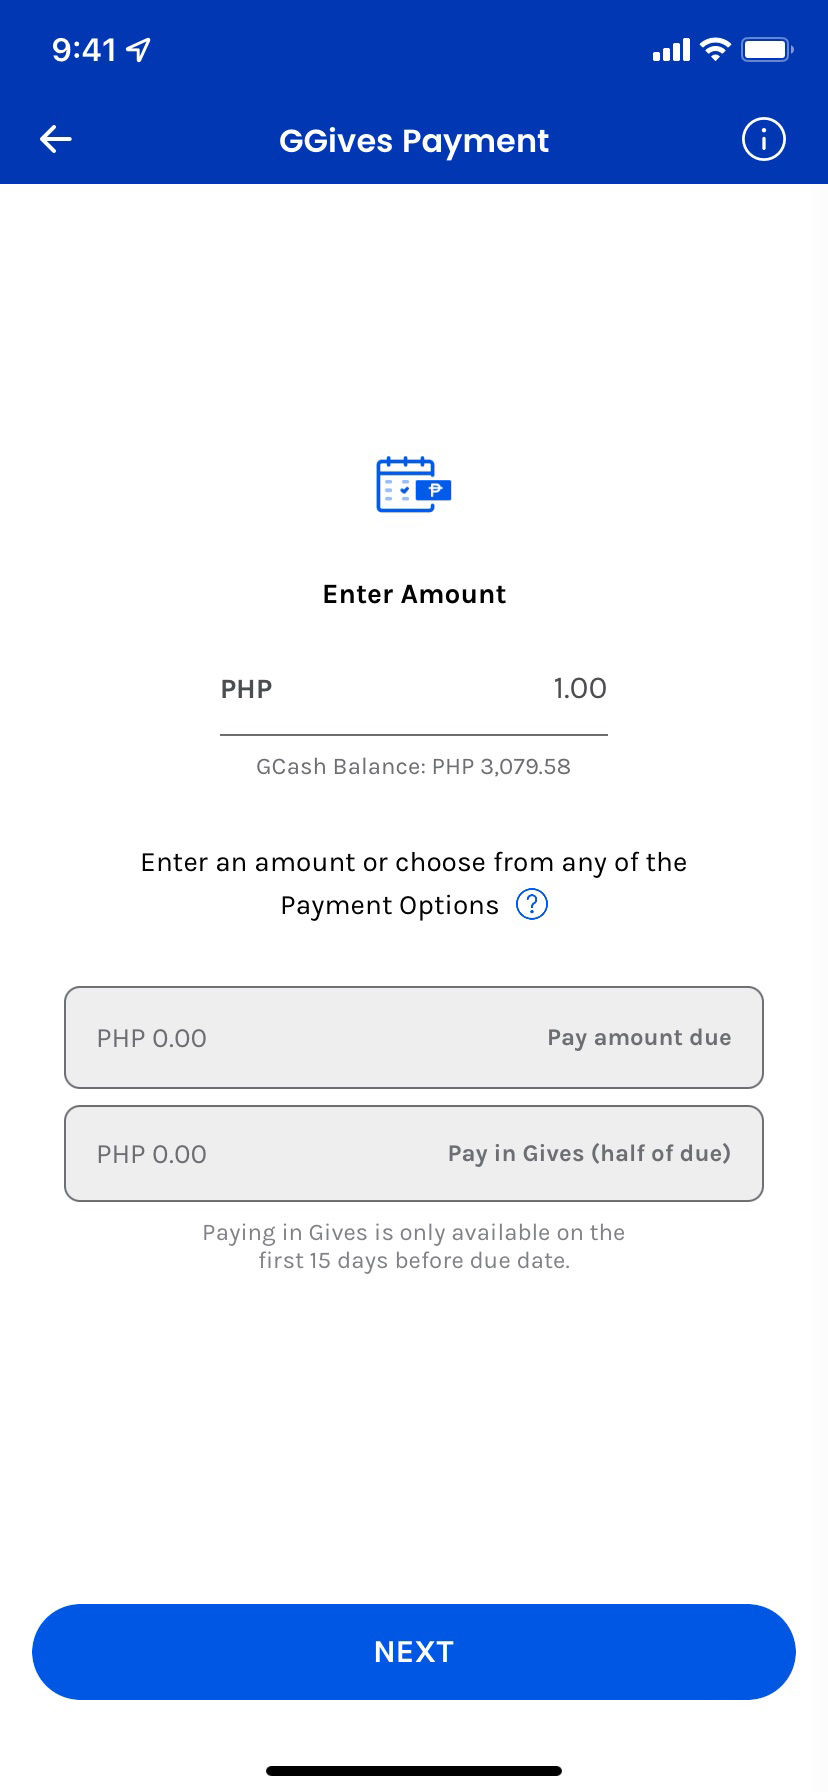 9:41
GGives Payment
₱
Enter Amount
PHP 1.00
GCash Balance: PHP 3,079.58
Enter an amount or choose from any of the
Payment Options ?
PHP 0.00 Pay amount due
PHP 0.00 Pay in Gives (half of due)
Paying in Gives is only available on the
first 15 days before due date.
NEXT